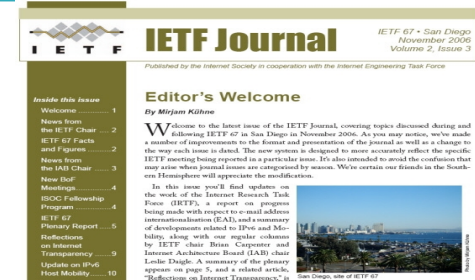 IETF
IETF Journal
IETF 67 • San Diego
November 2006
Volume 2, Issue 3
Published by the Internet Society in cooperation with the Internet Engineering Task Force
Inside this issue
Welcome ........... 1
News from
the IETF Chair .... 2
IETF 67 Facts
and Figures ........ 2
News from
the IAB Chair ..... 3
New BoF
Meetings ........... 4
ISOC Fellowship
Program ............ 4
IETF 67
Plenary Report ..... 5
Reflections
on Internet
Transparency ....... 9
Update on IPv6
Host Mobility ...... 10
Editor's Welcome
By Mirjam Kühne
Welcome to the latest issue of the IETF Journal, covering topics discussed during and
following IETF 67 in San Diego in November 2006. As you may notice, we've made
a number of improvements to the format and presentation of the journal as well as a change to
the way each issue is dated. The new system is designed to more accurately reflect the specific
IETF meeting being reported in a particular issue. It's also intended to avoid the confusion that
may arise when journal issues are categorised by season. We're certain our friends in the South-
ern Hemisphere will appreciate the modification.
In this issue you'll find updates on
the work of the Internet Research Task
Force (IRTF), a report on progress
being made with respect to e-mail address
internationalisation (EAI), and a summary
of developments related to IPv6 and Mo-
bility, along with our regular columns
by IETF chair Brian Carpenter and
Internet Architecture Board (IAB) chair
Leslie Daigle. A summary of the plenary
appears on page 5, and a related article,
"Reflections on Internet Transparency," is
San Diego, site of IETF 67